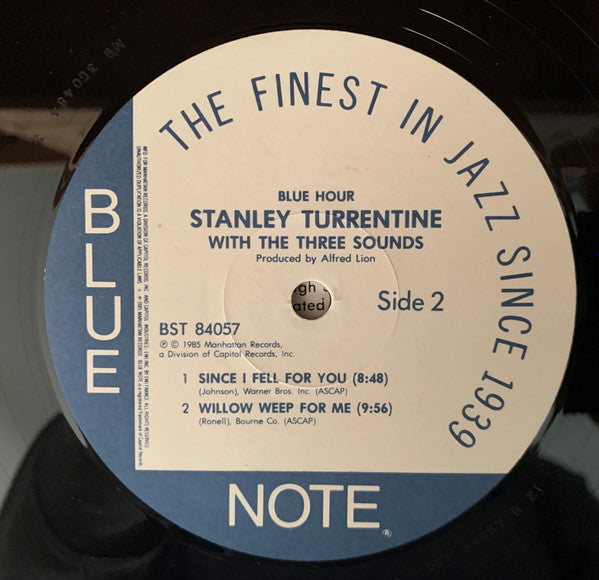 THE FINEST IN JAZZ SINCE 1939
BLUE
BLUE HOUR
STANLEY TURRENTINE
WITH THE THREE SOUNDS
Produced by Alfred Lion
Side 2
BST 84057
℗ © 1985 Manhattan Records,
a Division of Capitol Records, Inc.
1 SINCE I FELL FOR YOU (8:48)
(Johnson), Warner Bros. Inc. (ASCAP)
2 WILLOW WEEP FOR ME (9:56)
(Ronell), Bourne Co. (ASCAP)
NOTE®